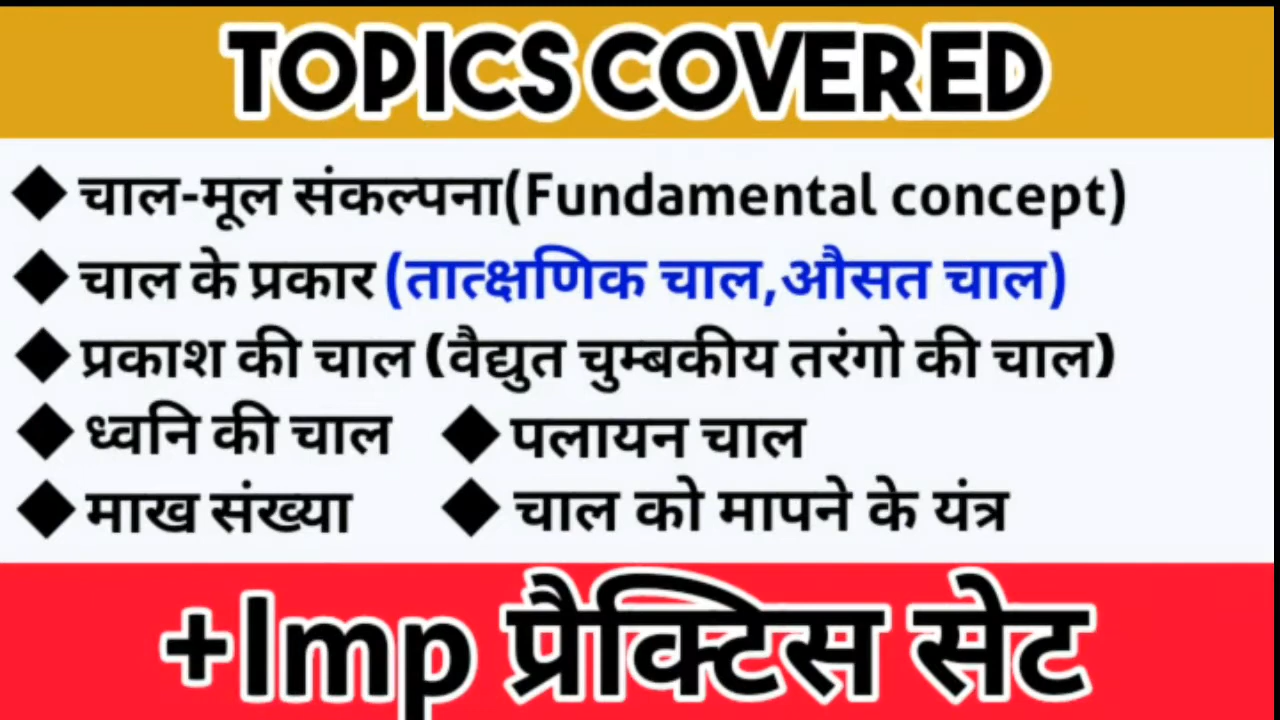 TOPICS COVERED
◆ चाल-मूल संकल्पना(Fundamental concept)
◆ चाल के प्रकार (तात्क्षणिक चाल,औसत चाल)
◆ प्रकाश की चाल (वैद्युत चुम्बकीय तरंगो की चाल)
◆ ध्वनि की चाल ◆ पलायन चाल
◆ माख संख्या ◆ चाल को मापने के यंत्र
+Imp प्रैक्टिस सेट